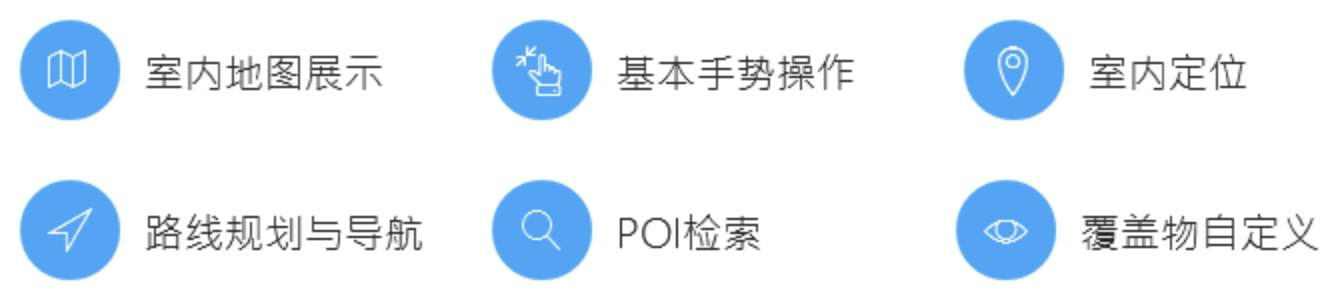 室内地图展示
基本手势操作
室内定位
路线规划与导航
POI检索
覆盖物自定义